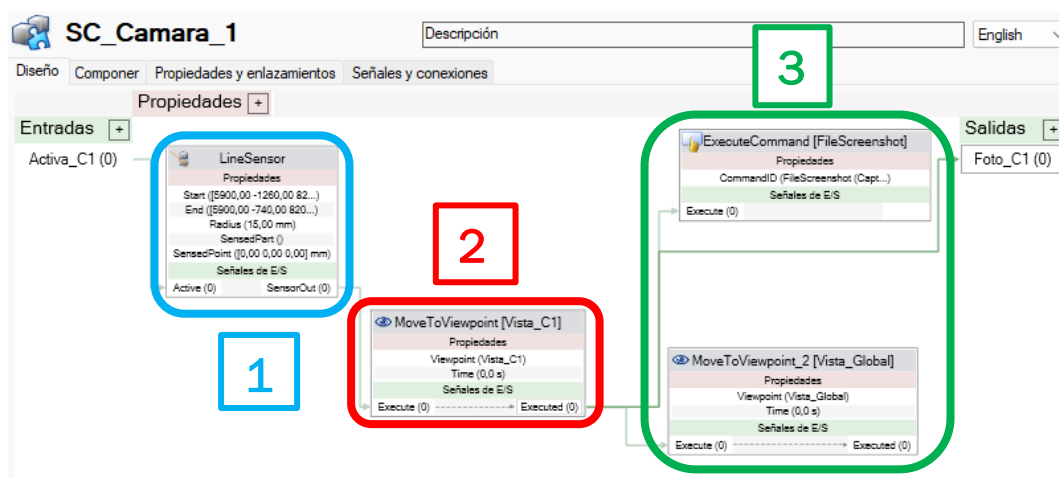 SC_Camara_1
Descripción
English
Diseño Componer Propiedades y enlazamientos Señales y conexiones
Propiedades +
Entradas +
Activa_C1 (0)
LineSensor
Propiedades
Start ([5900,00 -1260,00 82...)
End ([5900,00 -740,00 820...)
Radius (15,00 mm)
SensedPart ()
SensedPoint ([0,00 0,00 0,00] mm)
Señales de E/S
Active (0) SensorOut (0)
1
2
MoveToViewpoint [Vista_C1]
Propiedades
Viewpoint (Vista_C1)
Time (0,0 s)
Señales de E/S
Execute (0) Executed (0)
3
ExecuteCommand [FileScreenshot]
Propiedades
CommandID (FileScreenshot (Capt...)
Señales de E/S
Execute (0)
MoveToViewpoint_2 [Vista_Global]
Propiedades
Viewpoint (Vista_Global)
Time (0,0 s)
Señales de E/S
Execute (0) Executed (0)
Salidas +
Foto_C1 (0)